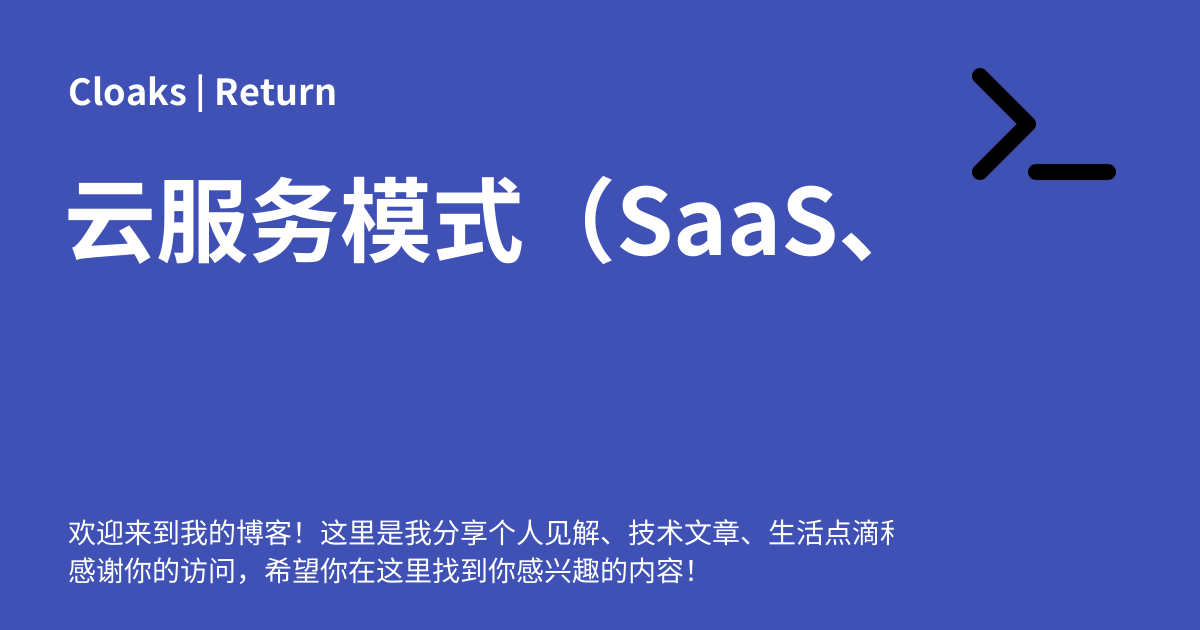 Cloaks | Return
云服务模式（SaaS、
欢迎来到我的博客！这里是我分享个人见解、技术文章、生活点滴
感谢你的访问，希望你在这里找到你感兴趣的内容！